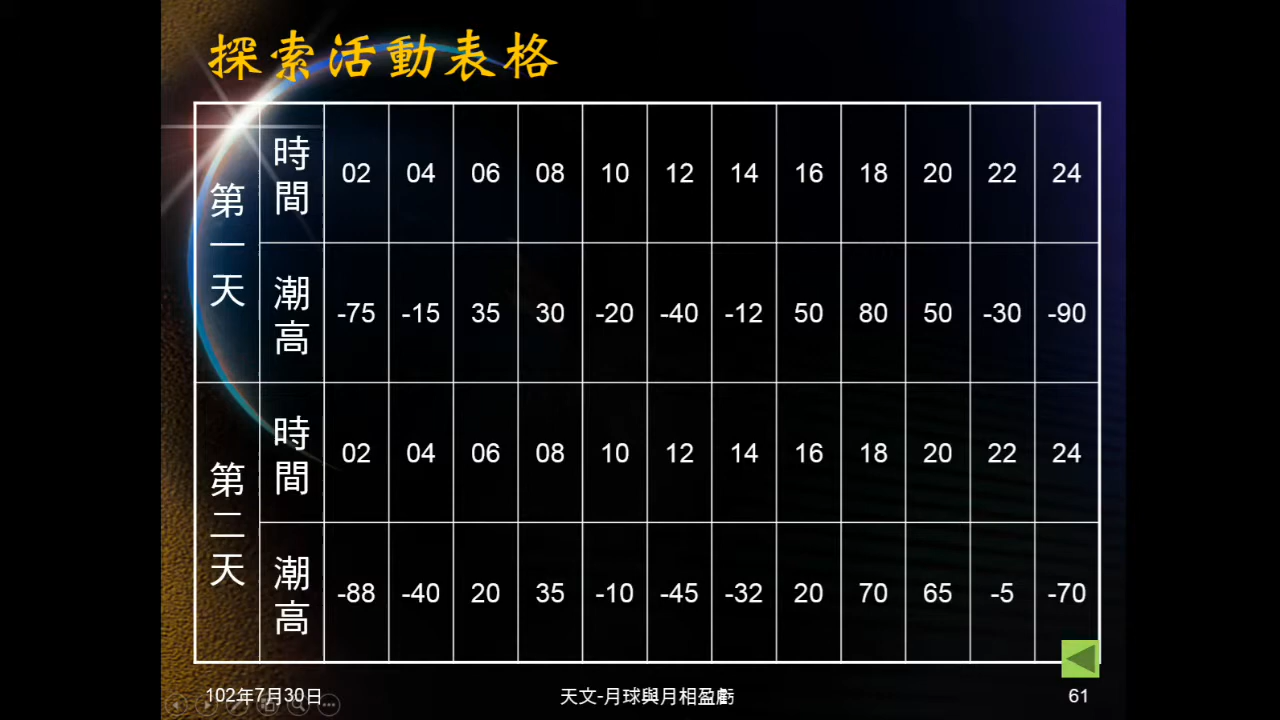 探索活動表格
第一天
時間 02 04 06 08 10 12 14 16 18 20 22 24
潮高 -75 -15 35 30 -20 -40 -12 50 80 50 -30 -90
第二天
時間 02 04 06 08 10 12 14 16 18 20 22 24
潮高 -88 -40 20 35 -10 -45 -32 20 70 65 -5 -70
102年7月30日
天文-月球與月相盈虧
61